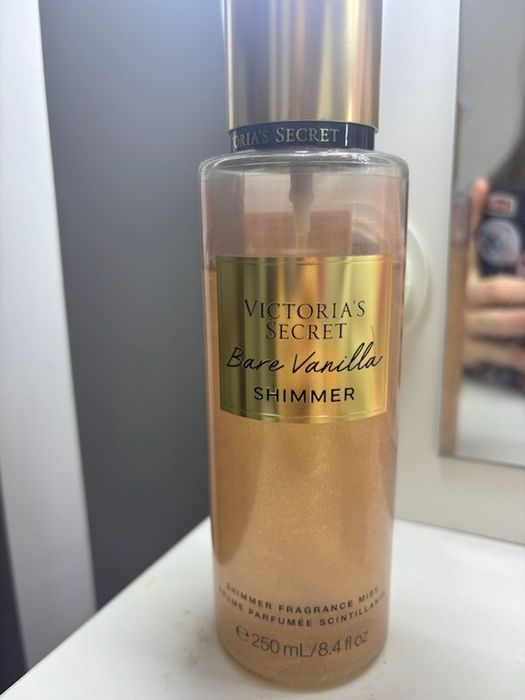 ORIA'S SECRET
VICTORIA'S
SECRET
Bare Vanilla
SHIMMER
SHIMMER FRAGRANCE MIST
BRUME PARFUMÉE SCINTILLANTE
℮ 250 mL/8.4 fl oz